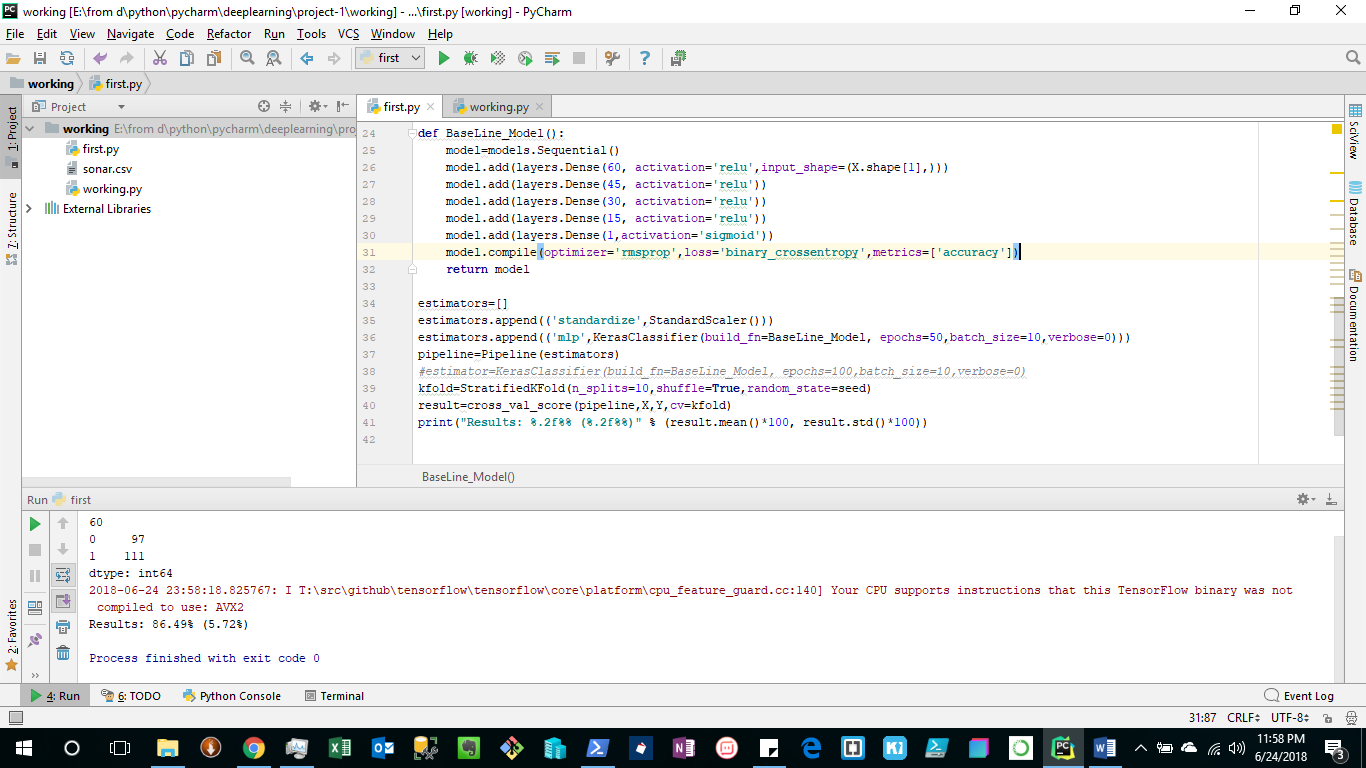 working [E:\from d\python\pycharm\deeplearning\project-1\working] - ...\first.py [working] - PyCharm
File Edit View Navigate Code Refactor Run Tools VCS Window Help
first
working first.py
Project
first.py working.py
1: Project
7: Structure
2: Favorites
working E:\from d\python\pycharm\deeplearning\pro
first.py
sonar.csv
working.py
External Libraries
24 def BaseLine_Model():
25 model=models.Sequential()
26 model.add(layers.Dense(60, activation='relu',input_shape=(X.shape[1],)))
27 model.add(layers.Dense(45, activation='relu'))
28 model.add(layers.Dense(30, activation='relu'))
29 model.add(layers.Dense(15, activation='relu'))
30 model.add(layers.Dense(1,activation='sigmoid'))
31 model.compile(optimizer='rmsprop',loss='binary_crossentropy',metrics=['accuracy'])
32 return model
33
34 estimators=[]
35 estimators.append(('standardize',StandardScaler()))
36 estimators.append(('mlp',KerasClassifier(build_fn=BaseLine_Model, epochs=50,batch_size=10,verbose=0)))
37 pipeline=Pipeline(estimators)
38 #estimator=KerasClassifier(build_fn=BaseLine_Model, epochs=100,batch_size=10,verbose=0)
39 kfold=StratifiedKFold(n_splits=10,shuffle=True,random_state=seed)
40 result=cross_val_score(pipeline,X,Y,cv=kfold)
41 print("Results: %.2f%% (%.2f%%)" % (result.mean()*100, result.std()*100))
42
BaseLine_Model()
SciView
Database
Documentation
Run first
60
0 97
1 111
dtype: int64
2018-06-24 23:58:18.825767: I T:\src\github\tensorflow\tensorflow\core\platform\cpu_feature_guard.cc:140] Your CPU supports instructions that this TensorFlow binary was not
compiled to use: AVX2
Results: 86.49% (5.72%)
Process finished with exit code 0
4: Run 6: TODO Python Console Terminal Event Log
31:87 CRLF UTF-8
11:58 PM
6/24/2018
3